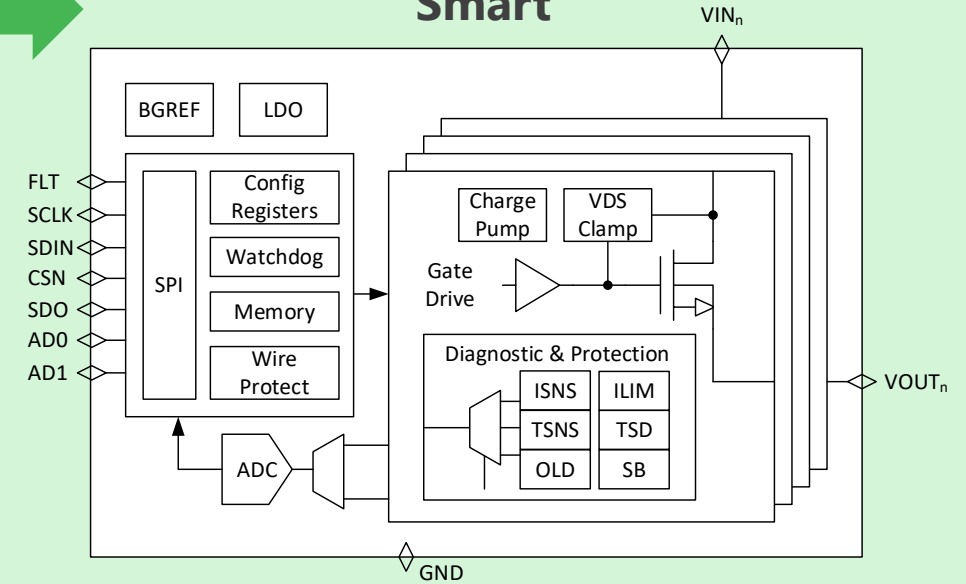 Smart
VINₙ
BGREF
LDO
FLT
SCLK
SDIN
CSN
SDO
AD0
AD1
SPI
Config
Registers
Watchdog
Memory
Wire
Protect
ADC
Charge
Pump
VDS
Clamp
Gate
Drive
Diagnostic & Protection
ISNS
ILIM
TSNS
TSD
OLD
SB
VOUTₙ
GND